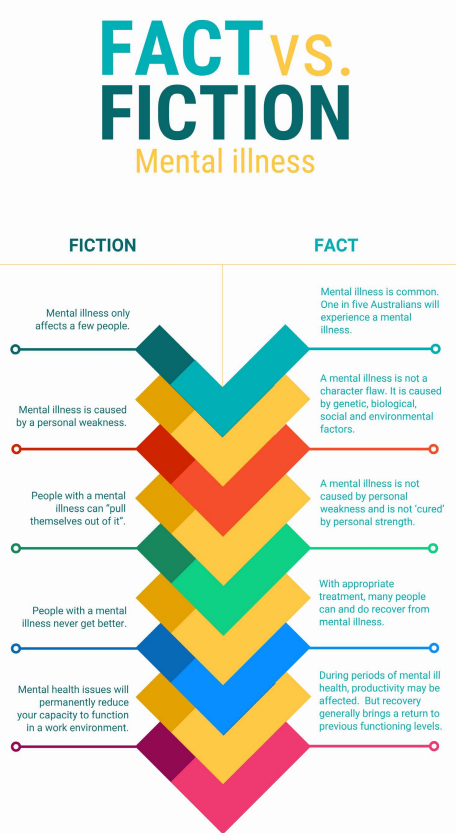 FACT vs.
FICTION
Mental illness
FICTION
FACT
Mental illness only
affects a few people.
Mental illness is common.
One in five Australians will
experience a mental
illness.
Mental illness is caused
by a personal weakness.
A mental illness is not a
character flaw. It is caused
by genetic, biological,
social and environmental
factors.
People with a mental
illness can “pull
themselves out of it”.
A mental illness is not
caused by personal
weakness and is not ‘cured’
by personal strength.
People with a mental
illness never get better.
With appropriate
treatment, many people
can and do recover from
mental illness.
Mental health issues will
permanently reduce
your capacity to function
in a work environment.
During periods of mental ill
health, productivity may be
affected.  But recovery
generally brings a return to
previous functioning levels.